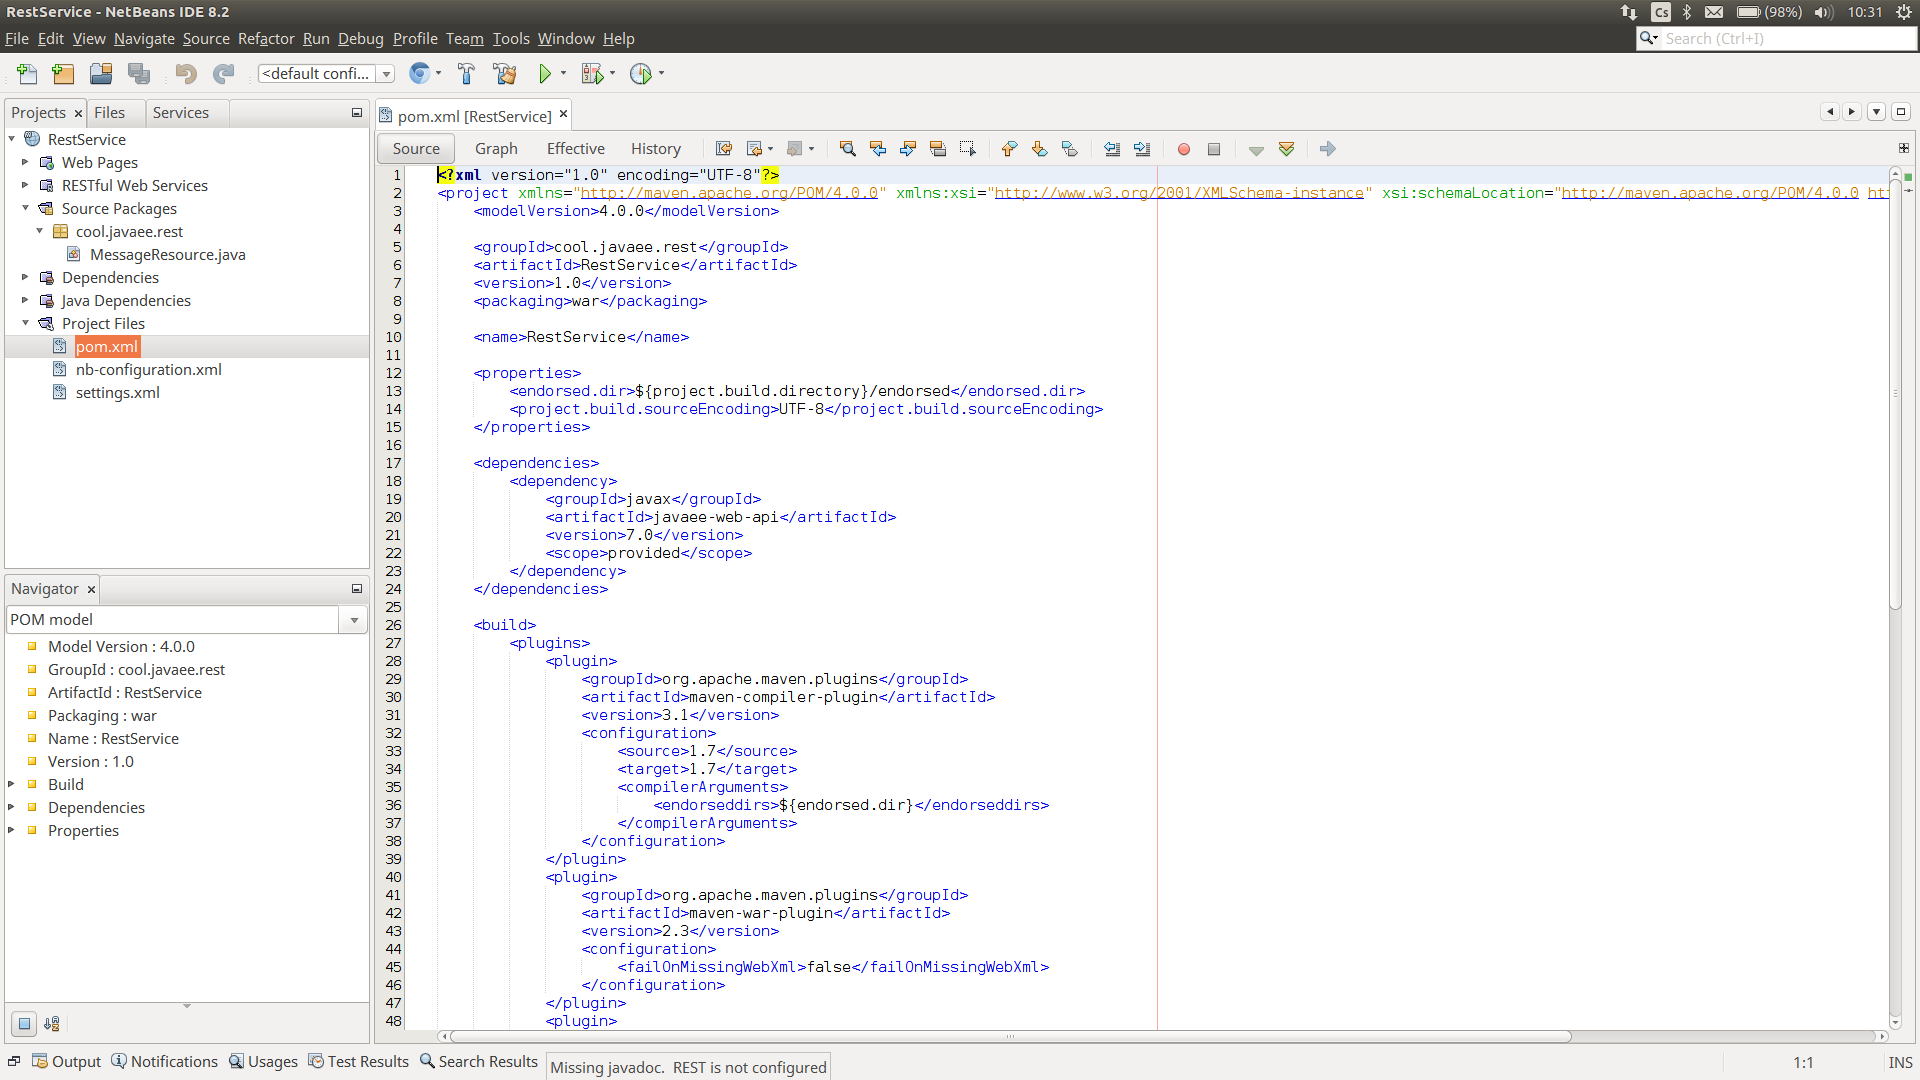 RestService - NetBeans IDE 8.2
Cs (98%) 10:31
File Edit View Navigate Source Refactor Run Debug Profile Team Tools Window Help
Search (Ctrl+I)
<default confi...
Projects Files Services
RestService
Web Pages
RESTful Web Services
Source Packages
cool.javaee.rest
MessageResource.java
Dependencies
Java Dependencies
Project Files
pom.xml
nb-configuration.xml
settings.xml
Navigator
POM model
Model Version : 4.0.0
GroupId : cool.javaee.rest
ArtifactId : RestService
Packaging : war
Name : RestService
Version : 1.0
Build
Dependencies
Properties
pom.xml [RestService]
Source Graph Effective History
1 <?xml version="1.0" encoding="UTF-8"?>
2 <project xmlns="http://maven.apache.org/POM/4.0.0" xmlns:xsi="http://www.w3.org/2001/XMLSchema-instance" xsi:schemaLocation="http://maven.apache.org/POM/4.0.0 htt
3 <modelVersion>4.0.0</modelVersion>
4
5 <groupId>cool.javaee.rest</groupId>
6 <artifactId>RestService</artifactId>
7 <version>1.0</version>
8 <packaging>war</packaging>
9
10 <name>RestService</name>
11
12 <properties>
13 <endorsed.dir>${project.build.directory}/endorsed</endorsed.dir>
14 <project.build.sourceEncoding>UTF-8</project.build.sourceEncoding>
15 </properties>
16
17 <dependencies>
18 <dependency>
19 <groupId>javax</groupId>
20 <artifactId>javaee-web-api</artifactId>
21 <version>7.0</version>
22 <scope>provided</scope>
23 </dependency>
24 </dependencies>
25
26 <build>
27 <plugins>
28 <plugin>
29 <groupId>org.apache.maven.plugins</groupId>
30 <artifactId>maven-compiler-plugin</artifactId>
31 <version>3.1</version>
32 <configuration>
33 <source>1.7</source>
34 <target>1.7</target>
35 <compilerArguments>
36 <endorseddirs>${endorsed.dir}</endorseddirs>
37 </compilerArguments>
38 </configuration>
39 </plugin>
40 <plugin>
41 <groupId>org.apache.maven.plugins</groupId>
42 <artifactId>maven-war-plugin</artifactId>
43 <version>2.3</version>
44 <configuration>
45 <failOnMissingWebXml>false</failOnMissingWebXml>
46 </configuration>
47 </plugin>
48 <plugin>
Output Notifications Usages Test Results Search Results Missing javadoc. REST is not configured 1:1 INS